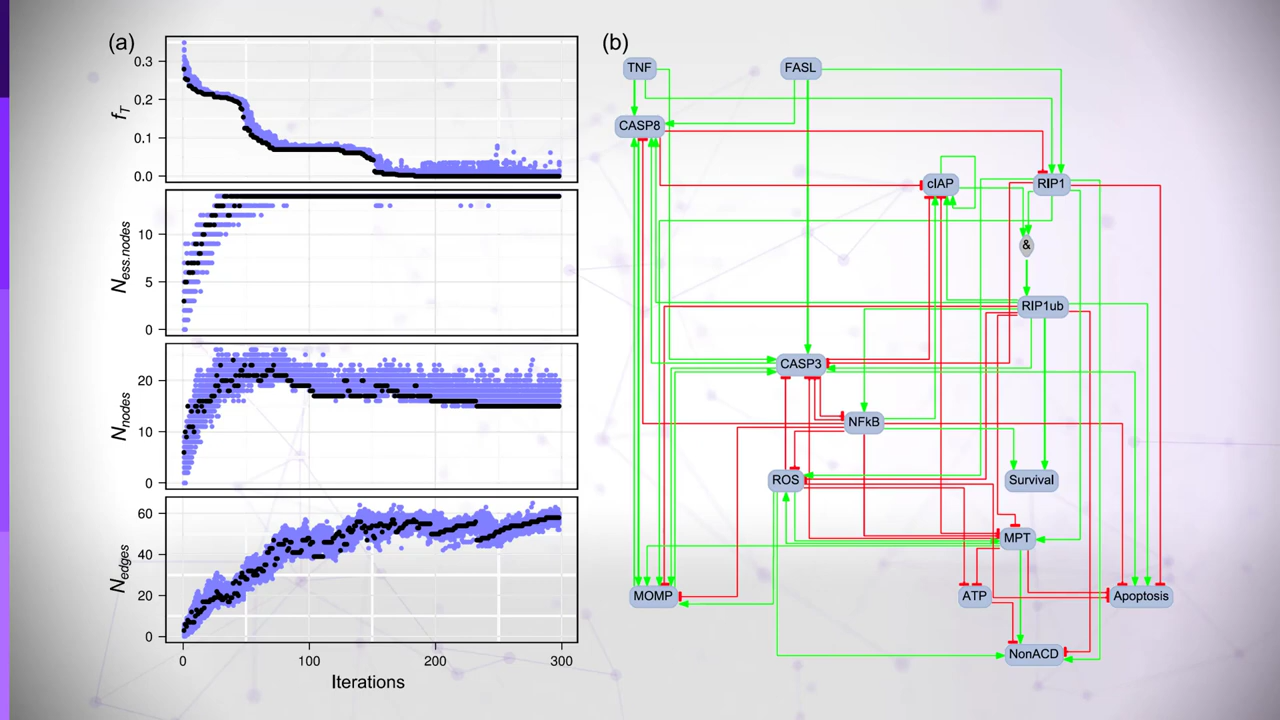 (a)
f_T
0.3
0.2
0.1
0.0
N_ess.nodes
10
5
0
N_nodes
20
10
0
N_edges
60
40
20
0
0 100 200 300
Iterations
(b)
TNF FASL
CASP8
cIAP RIP1
&
RIP1ub
CASP3
NFkB
ROS Survival
MPT
MOMP ATP Apoptosis
NonACD